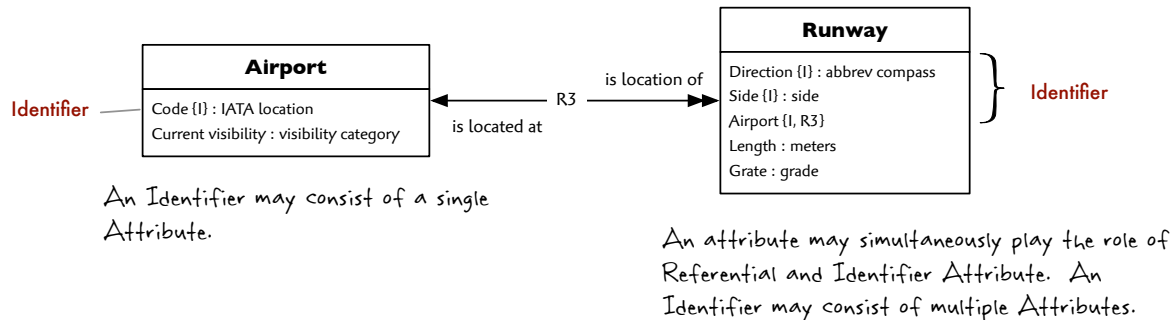 Airport
Identifier
Code {I} : IATA location
Current visibility : visibility category
An Identifier may consist of a single
Attribute.
is located at
R3
is location of
Runway
Direction {I} : abbrev compass
Side {I} : side
Airport {I, R3}
Length : meters
Grate : grade
Identifier
An attribute may simultaneously play the role of
Referential and Identifier Attribute. An
Identifier may consist of multiple Attributes.